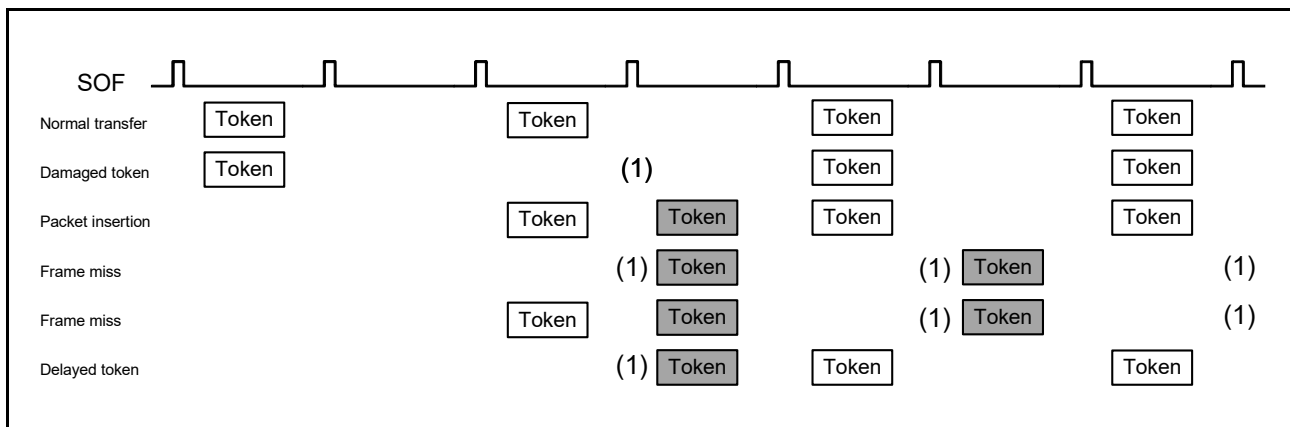 SOF
Normal transfer Token Token Token Token
Damaged token Token (1) Token Token
Packet insertion Token Token Token Token
Frame miss (1) Token (1) Token (1)
Frame miss Token Token (1) Token (1)
Delayed token (1) Token Token Token